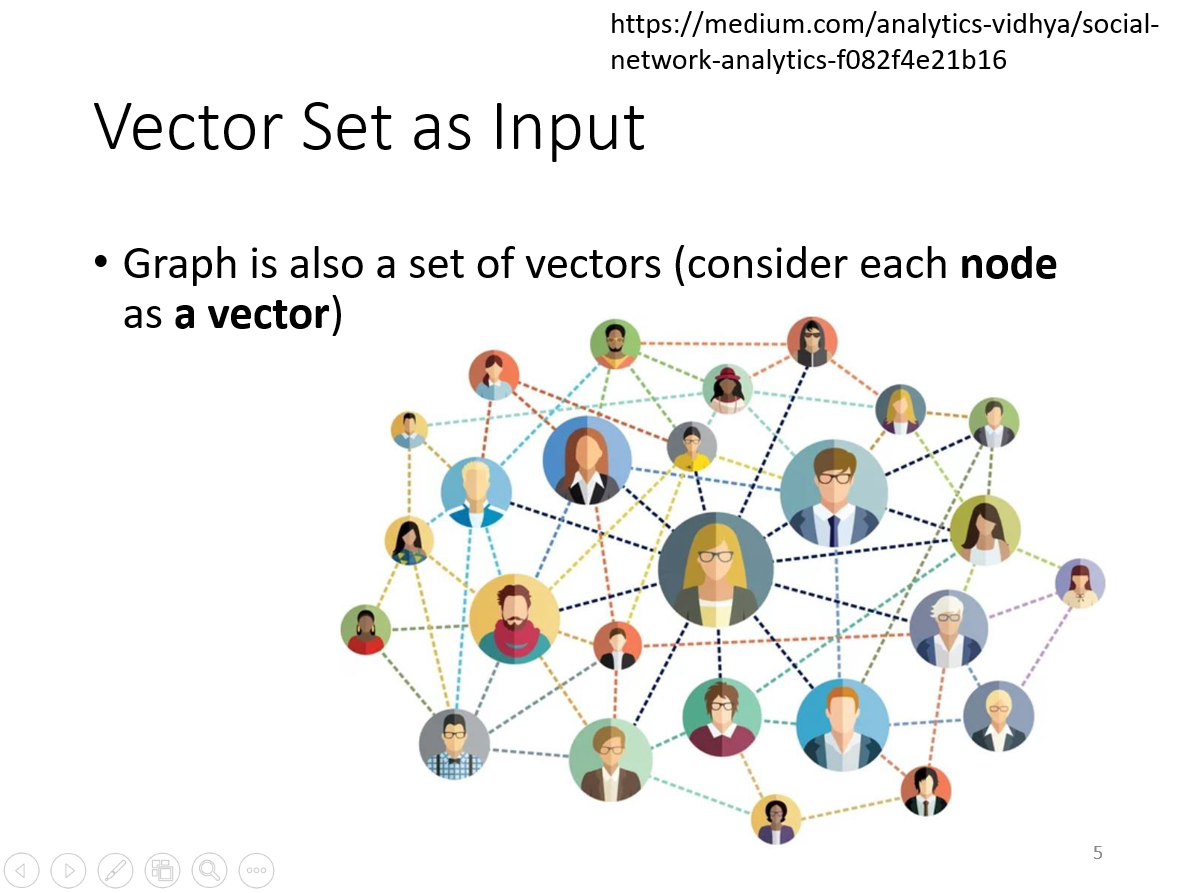 https://medium.com/analytics-vidhya/social-
network-analytics-f082f4e21b16
Vector Set as Input
• Graph is also a set of vectors (consider each node
as a vector)
5